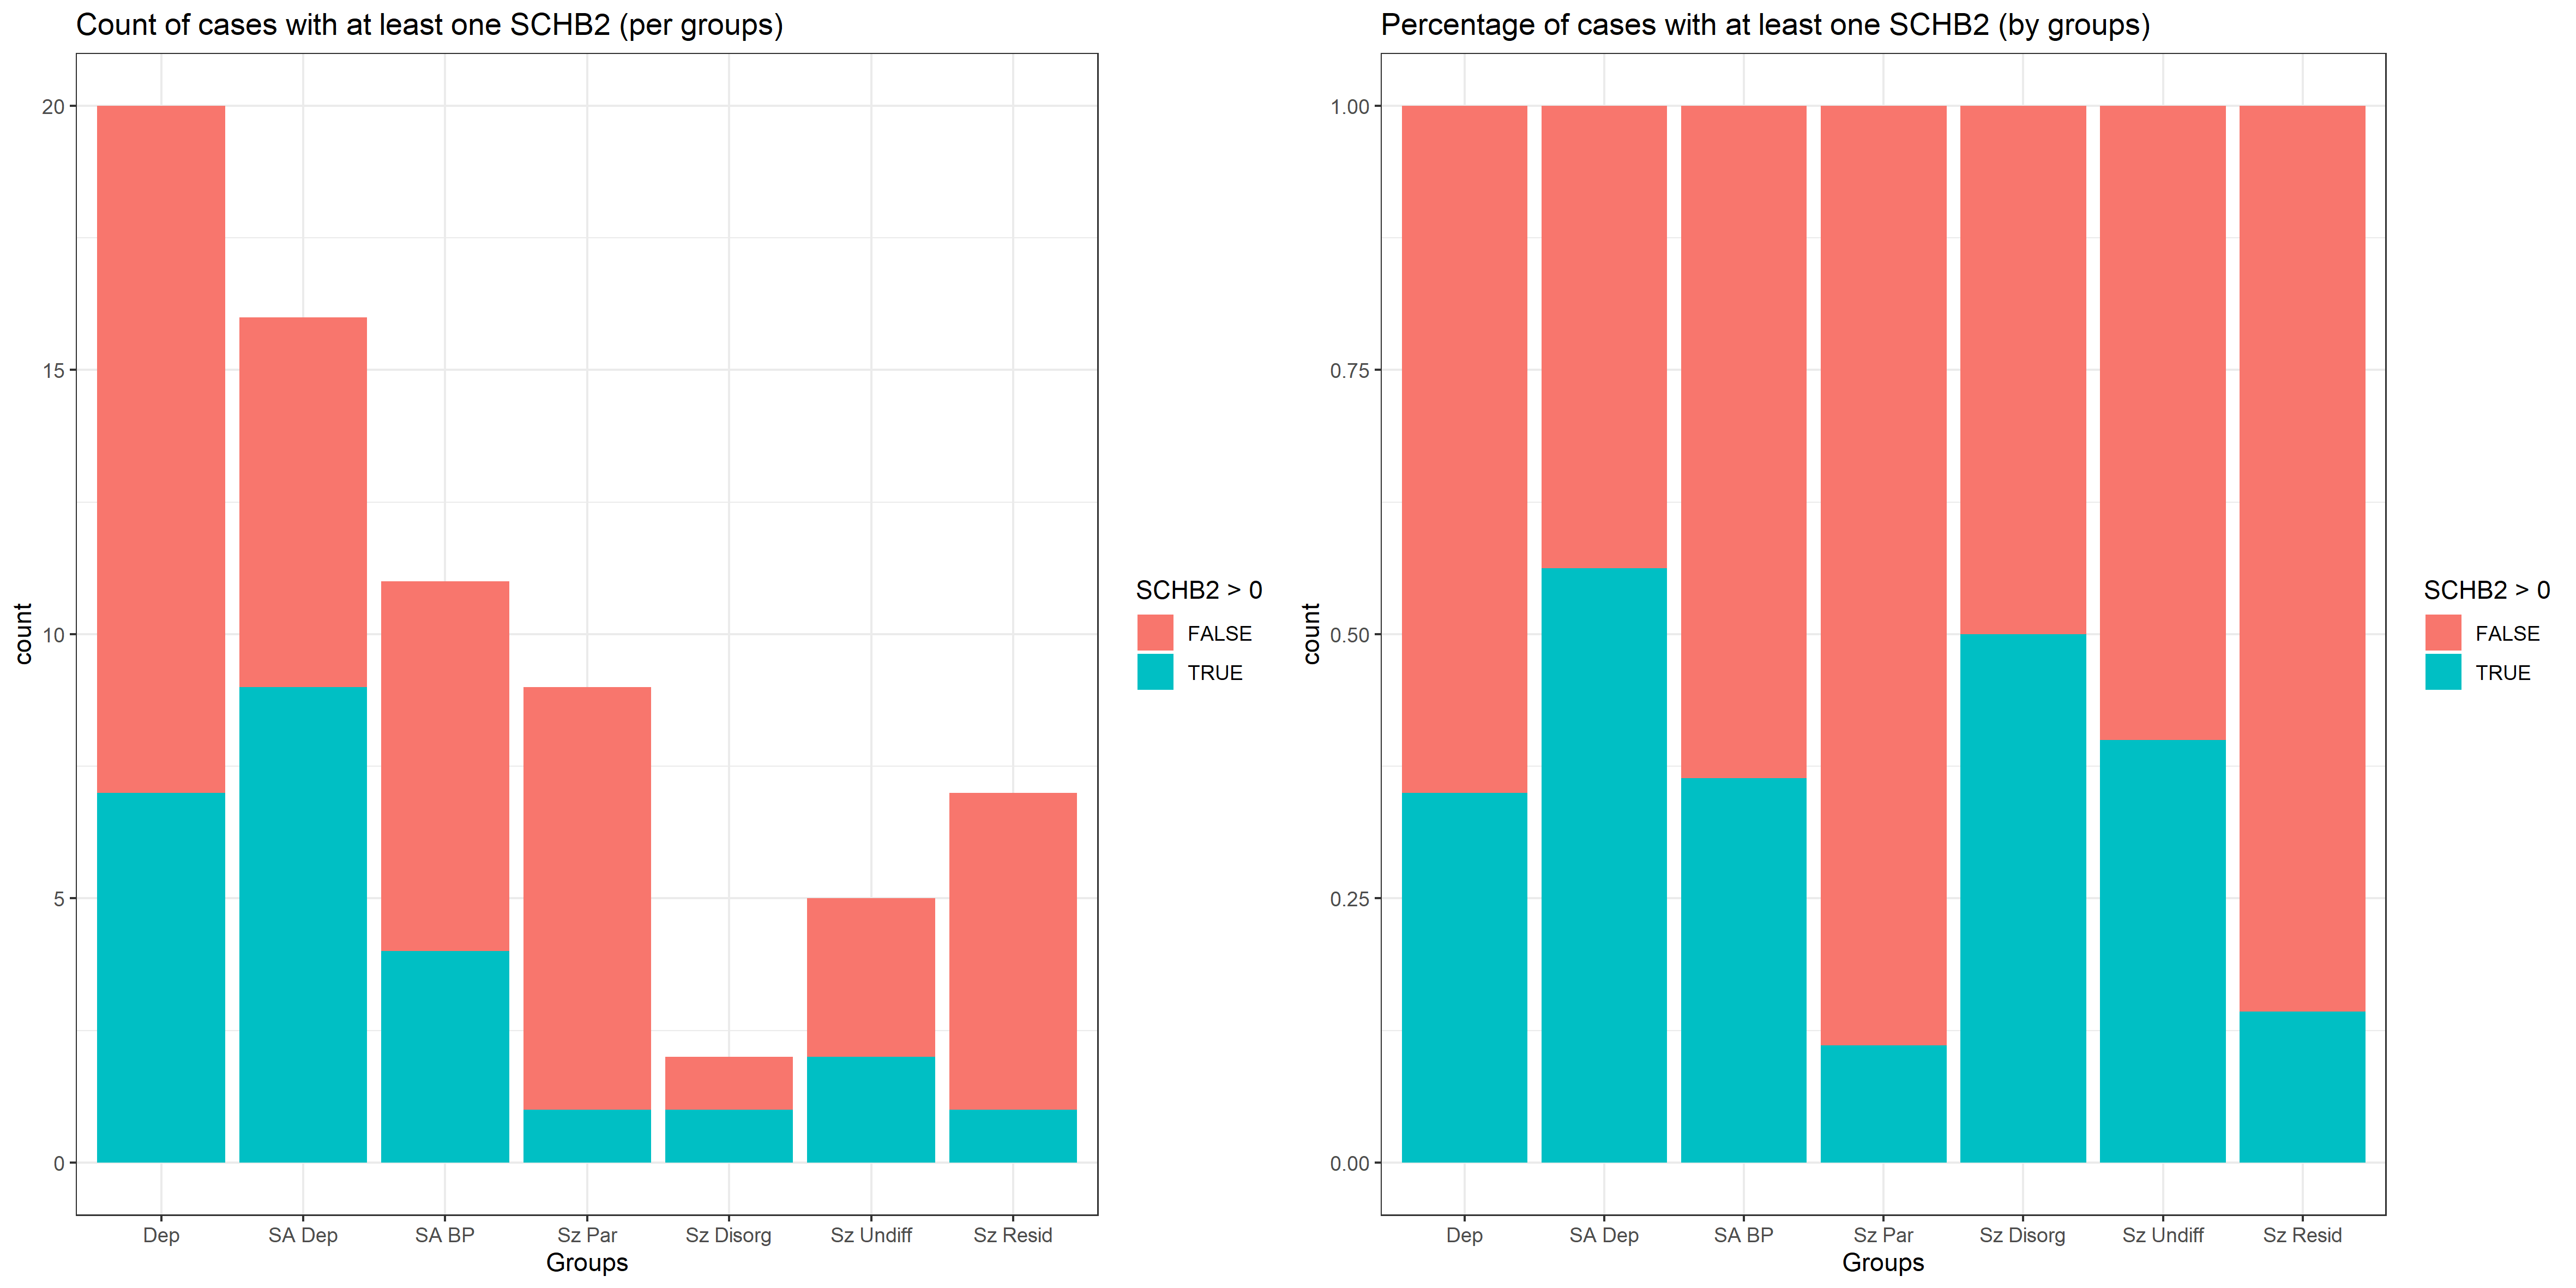 Count of cases with at least one SCHB2 (per groups)
20
15
10
5
0
count
Dep SA Dep SA BP Sz Par Sz Disorg Sz Undiff Sz Resid
Groups
SCHB2 > 0
FALSE
TRUE
Percentage of cases with at least one SCHB2 (by groups)
1.00
0.75
0.50
0.25
0.00
count
Dep SA Dep SA BP Sz Par Sz Disorg Sz Undiff Sz Resid
Groups
SCHB2 > 0
FALSE
TRUE